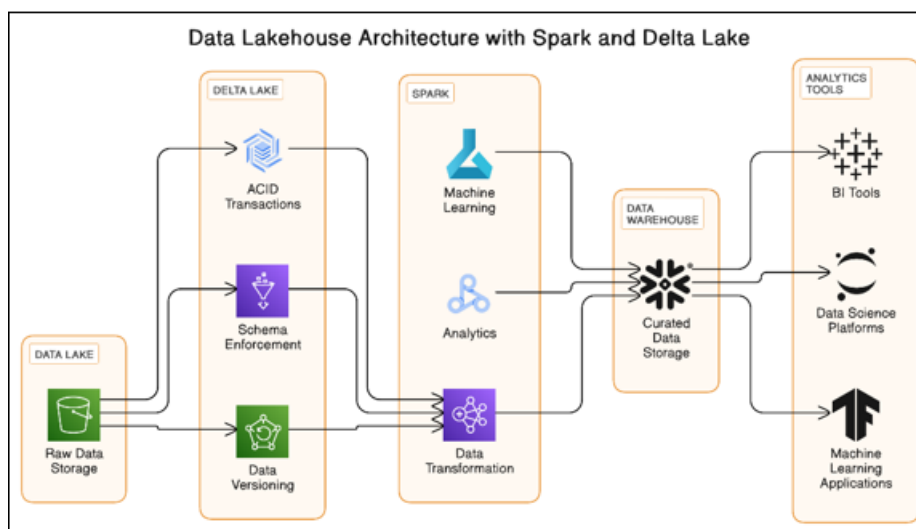 Data Lakehouse Architecture with Spark and Delta Lake
DELTA LAKE
ACID
Transactions
Schema
Enforcement
Data
Versioning
DATA LAKE
Raw Data
Storage
SPARK
Machine
Learning
Analytics
Data
Transformation
DATA
WAREHOUSE
Curated
Data
Storage
ANALYTICS
TOOLS
BI Tools
Data Science
Platforms
Machine
Learning
Applications